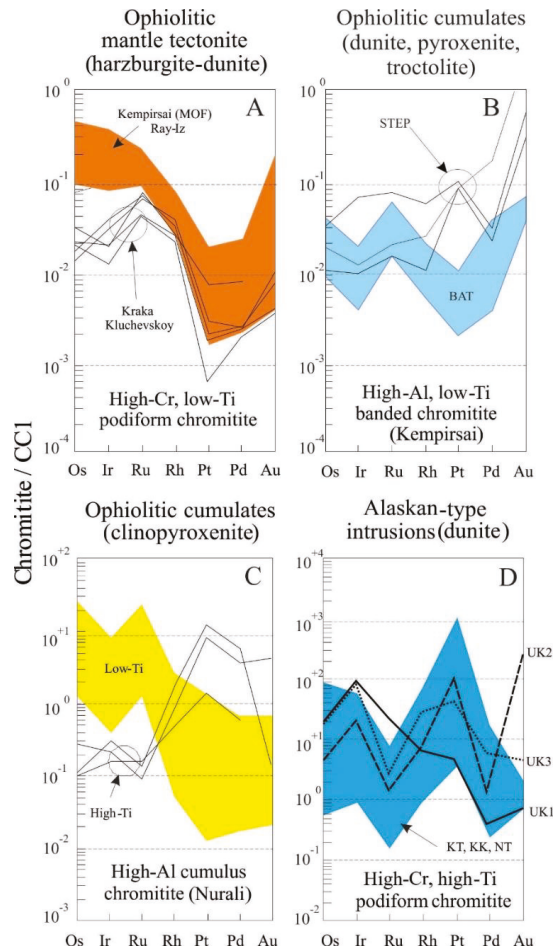 Ophiolitic
mantle tectonite
(harzburgite-dunite)
Ophiolitic cumulates
(dunite, pyroxenite,
troctolite)
Chromitite / CC1
10 0
10 -1
10 -2
10 -3
10 -4
Kempirsai (MOF)
Ray-Iz
A
Kraka
Kluchevskoy
High-Cr, low-Ti
podiform chromitite
Os Ir Ru Rh Pt Pd Au
10 0
10 -1
10 -2
10 -3
10 -4
STEP
B
BAT
High-Al, low-Ti
banded chromitite
(Kempirsai)
Os Ir Ru Rh Pt Pd Au
Ophiolitic cumulates
(clinopyroxenite)
Alaskan-type
intrusions (dunite)
10 +2
10 +1
10 0
10 -1
10 -2
10 -3
C
Low-Ti
High-Ti
High-Al cumulus
chromitite (Nurali)
Os Ir Ru Rh Pt Pd Au
10 +4
10 +3
10 +2
10 +1
10 0
10 -1
10 -2
D
UK2
UK3
UK1
KT, KK, NT
High-Cr, high-Ti
podiform chromitite
Os Ir Ru Rh Pt Pd Au